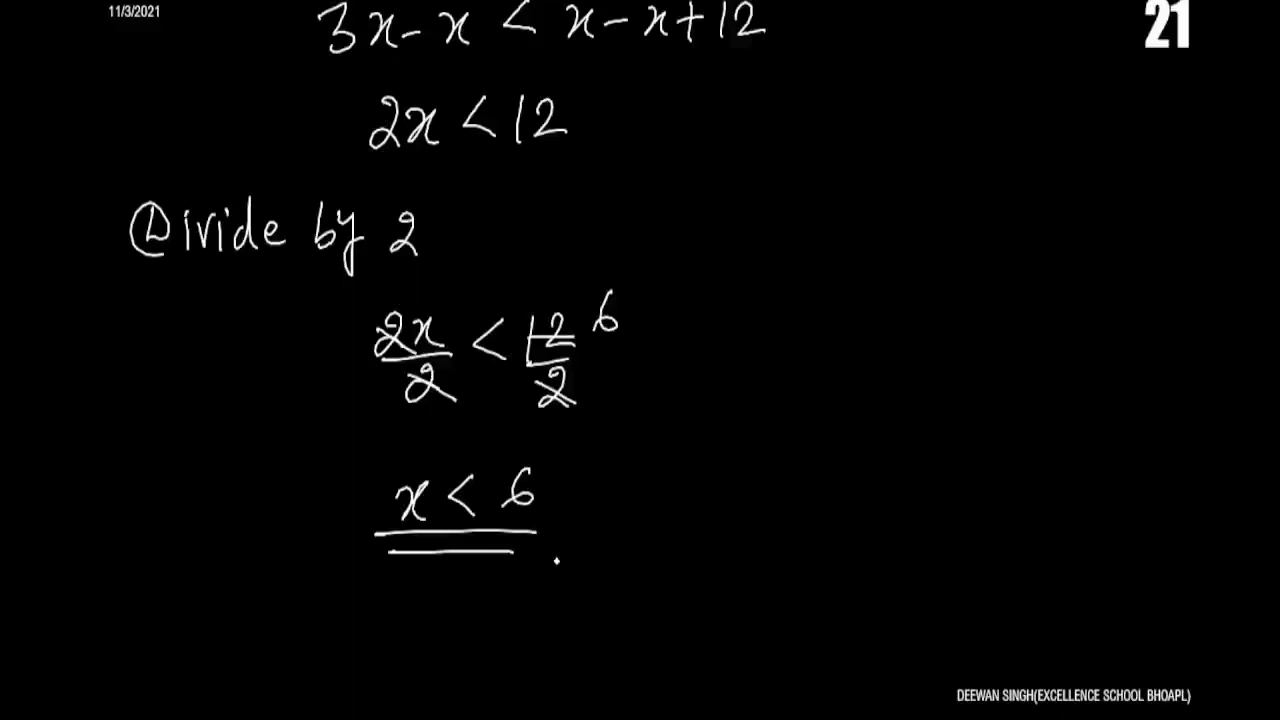 11/3/2021
21
3x - x < x - x + 12
2x < 12
Divide by 2
2x/2 < 12/2 6
x < 6
DEEWAN SINGH(EXCELLENCE SCHOOL BHOAPL)